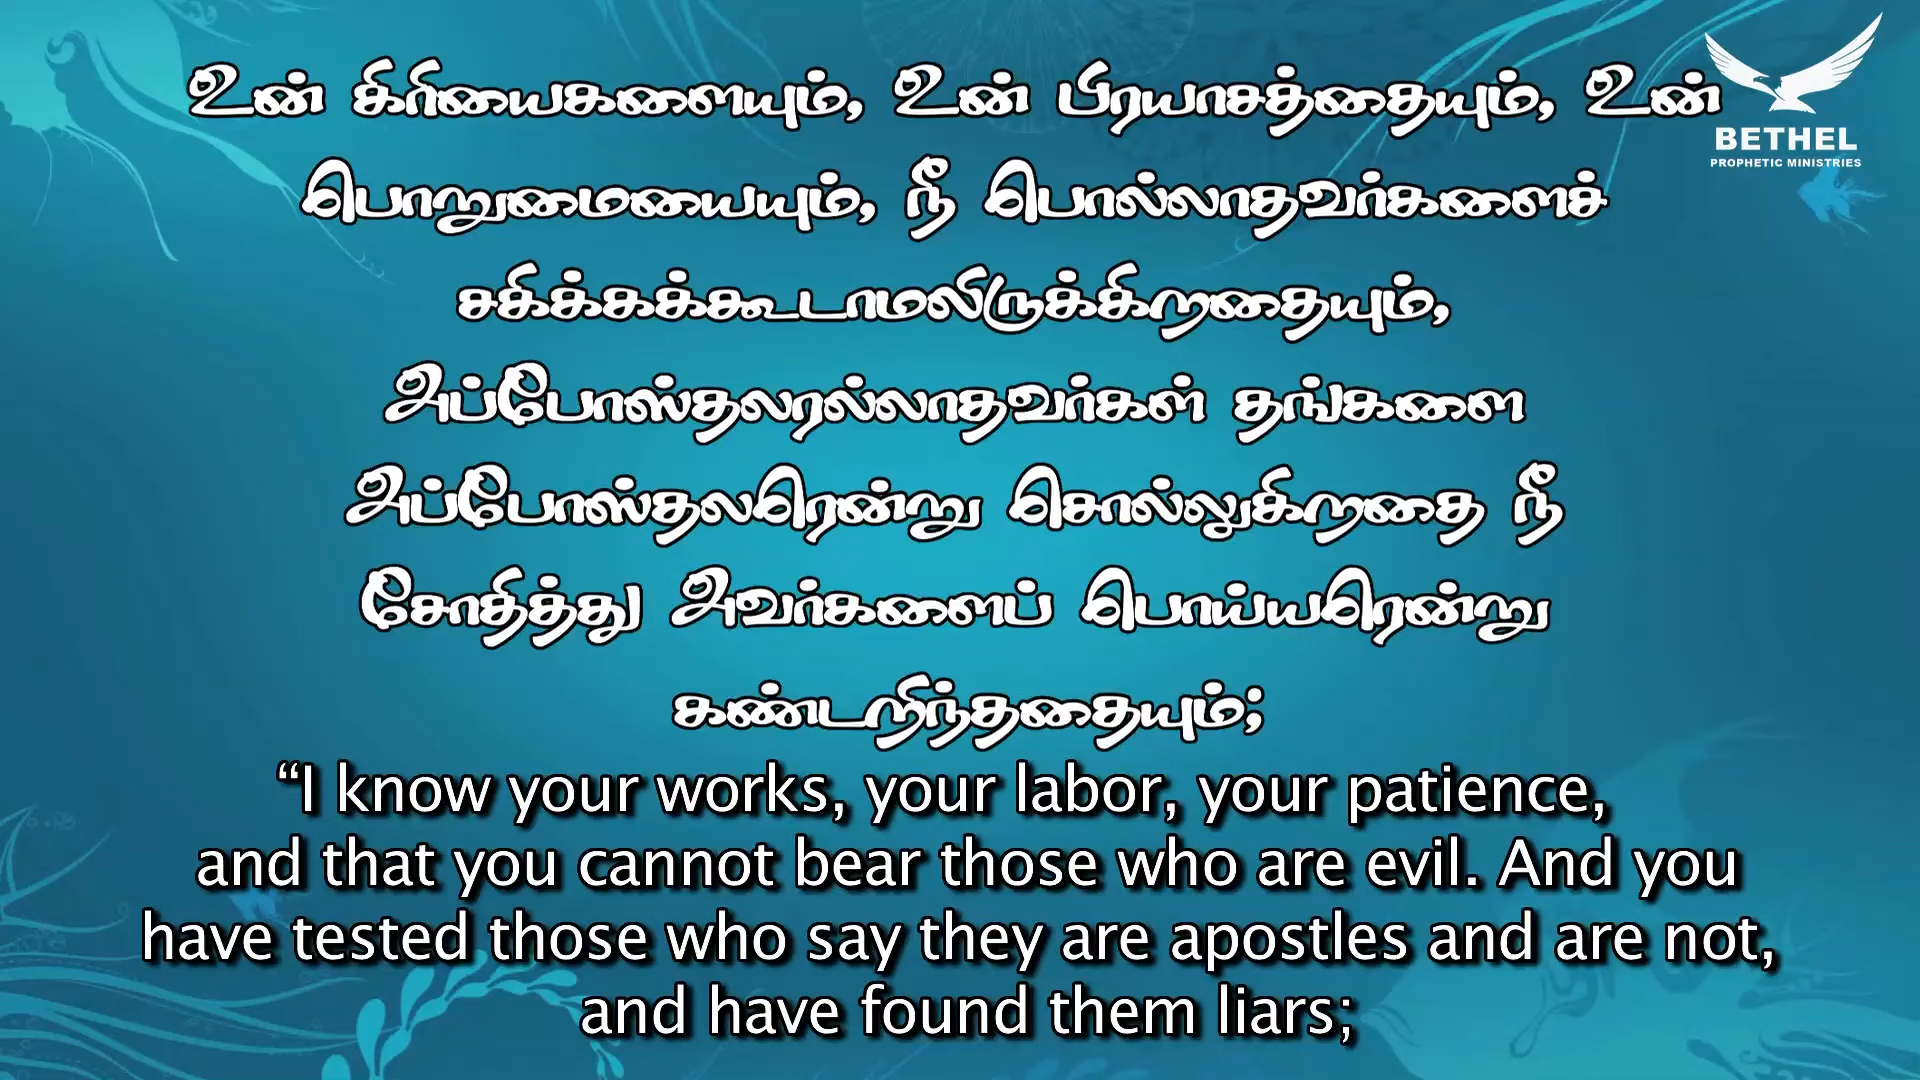 உன் கிரியைகளையும், உன் பிரயாசத்தையும், உன்
பொறுமையையும், நீ பொல்லாதவர்களைச்
சகிக்கக்கூடாமலிருக்கிறதையும்,
அப்போஸ்தலரல்லாதவர்கள் தங்களை
அப்போஸ்தலரென்று சொல்லுகிறதை நீ
சோதித்து அவர்களைப் பொய்யரென்று
கண்டறிந்ததையும்;
“I know your works, your labor, your patience,
and that you cannot bear those who are evil. And you
have tested those who say they are apostles and are not,
and have found them liars;
BETHEL
PROPHETIC MINISTRIES